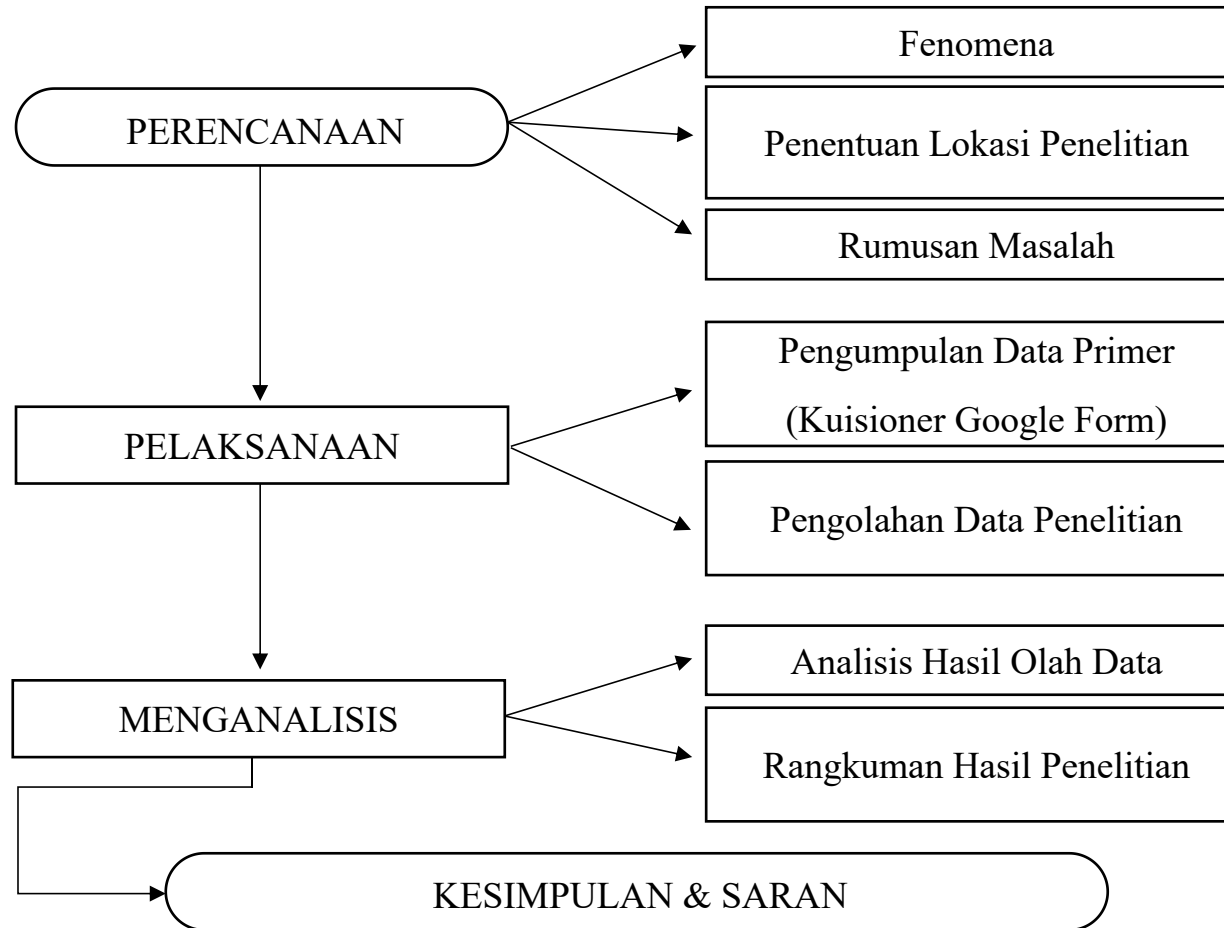 PERENCANAAN
Fenomena
Penentuan Lokasi Penelitian
Rumusan Masalah
PELAKSANAAN
Pengumpulan Data Primer
(Kuisioner Google Form)
Pengolahan Data Penelitian
MENGANALISIS
Analisis Hasil Olah Data
Rangkuman Hasil Penelitian
KESIMPULAN & SARAN